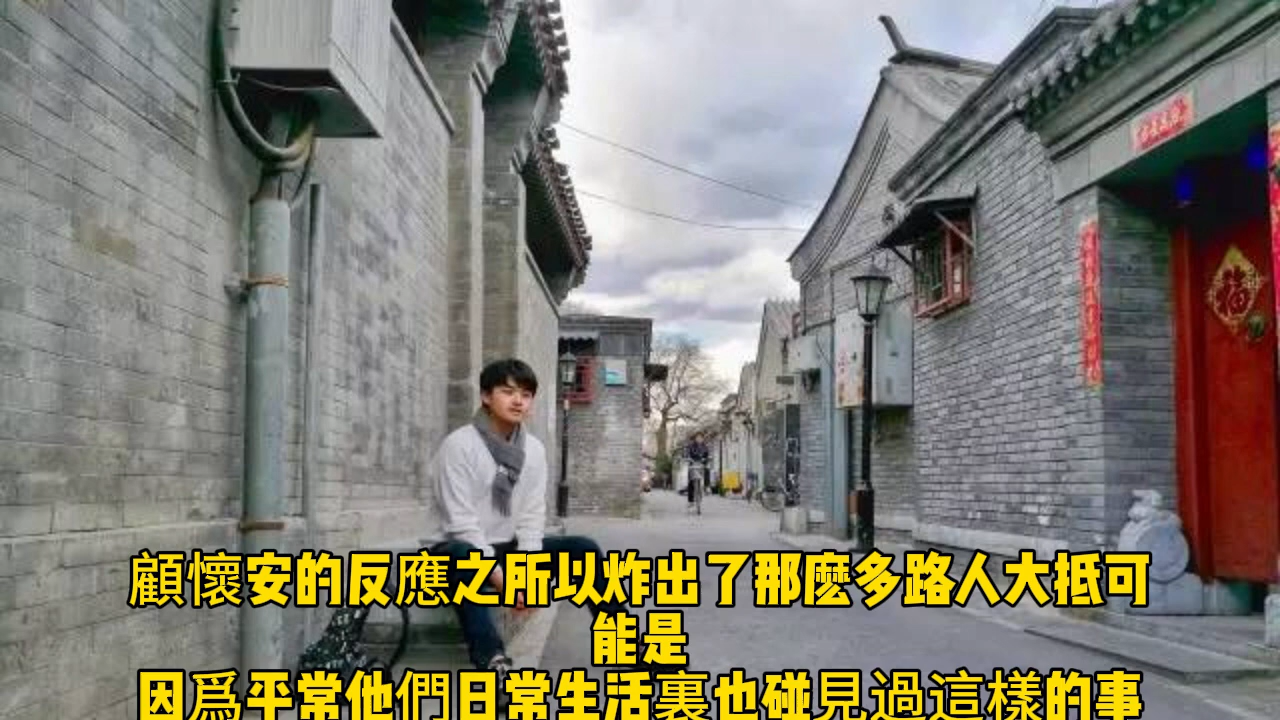 福
顧懷安的反應之所以炸出了那麽多路人大抵可
能是
因爲平常他們日常生活裏也碰見過這樣的事